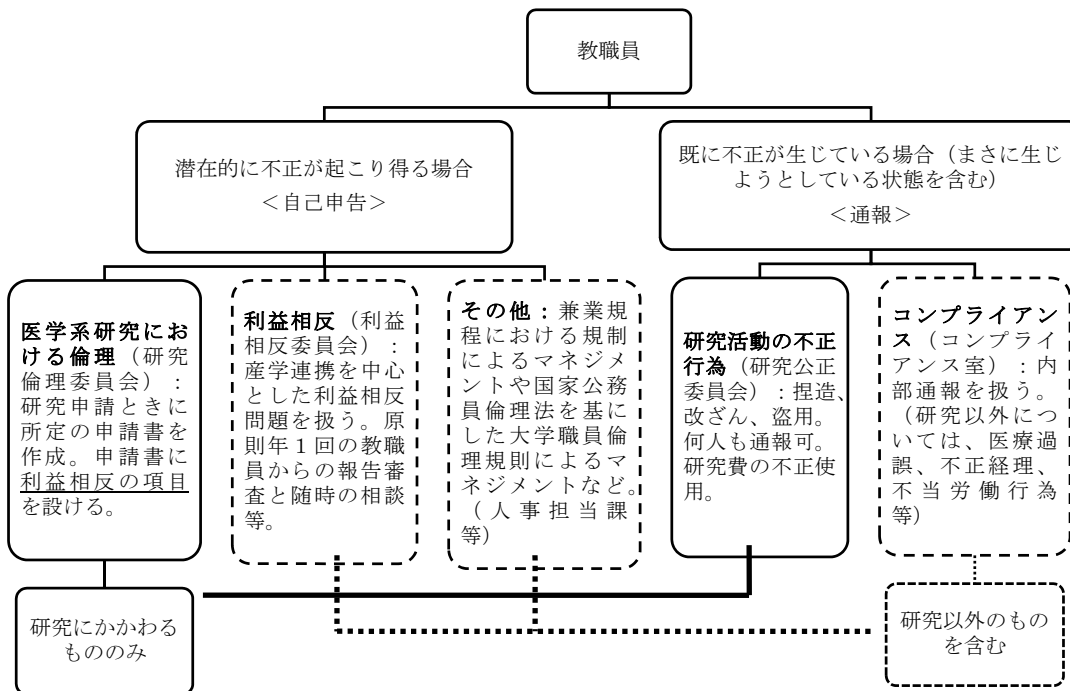 教職員
潜在的に不正が起こり得る場合
＜自己申告＞
既に不正が生じている場合（まさに生じ
ようとしている状態を含む）
＜通報＞
医学系研究にお
ける倫理（研究
倫理委員会）：
研究申請ときに
所定の申請書を
作成。申請書に
利益相反の項目
を設ける。
利益相反（利益
相反委員会）：
産学連携を中心
とした利益相反
問題を扱う。原
則年１回の教職
員からの報告審
査と随時の相談
等。
その他：兼業規
程における規制
によるマネジメ
ントや国家公務
員倫理法を基に
した大学職員倫
理規則によるマ
ネジメントなど。
（人事担当課
等）
研究活動の不正
行為（研究公正
委員会）：捏造、
改ざん、盗用。
何人も通報可。
研究費の不正使
用。
コンプライアン
ス（コンプライ
アンス室）：内
部通報を扱う。
（研究以外につ
いては、医療過
誤、不正経理、
不当労働行為
等）
研究にかかわる
もののみ
研究以外のもの
を含む